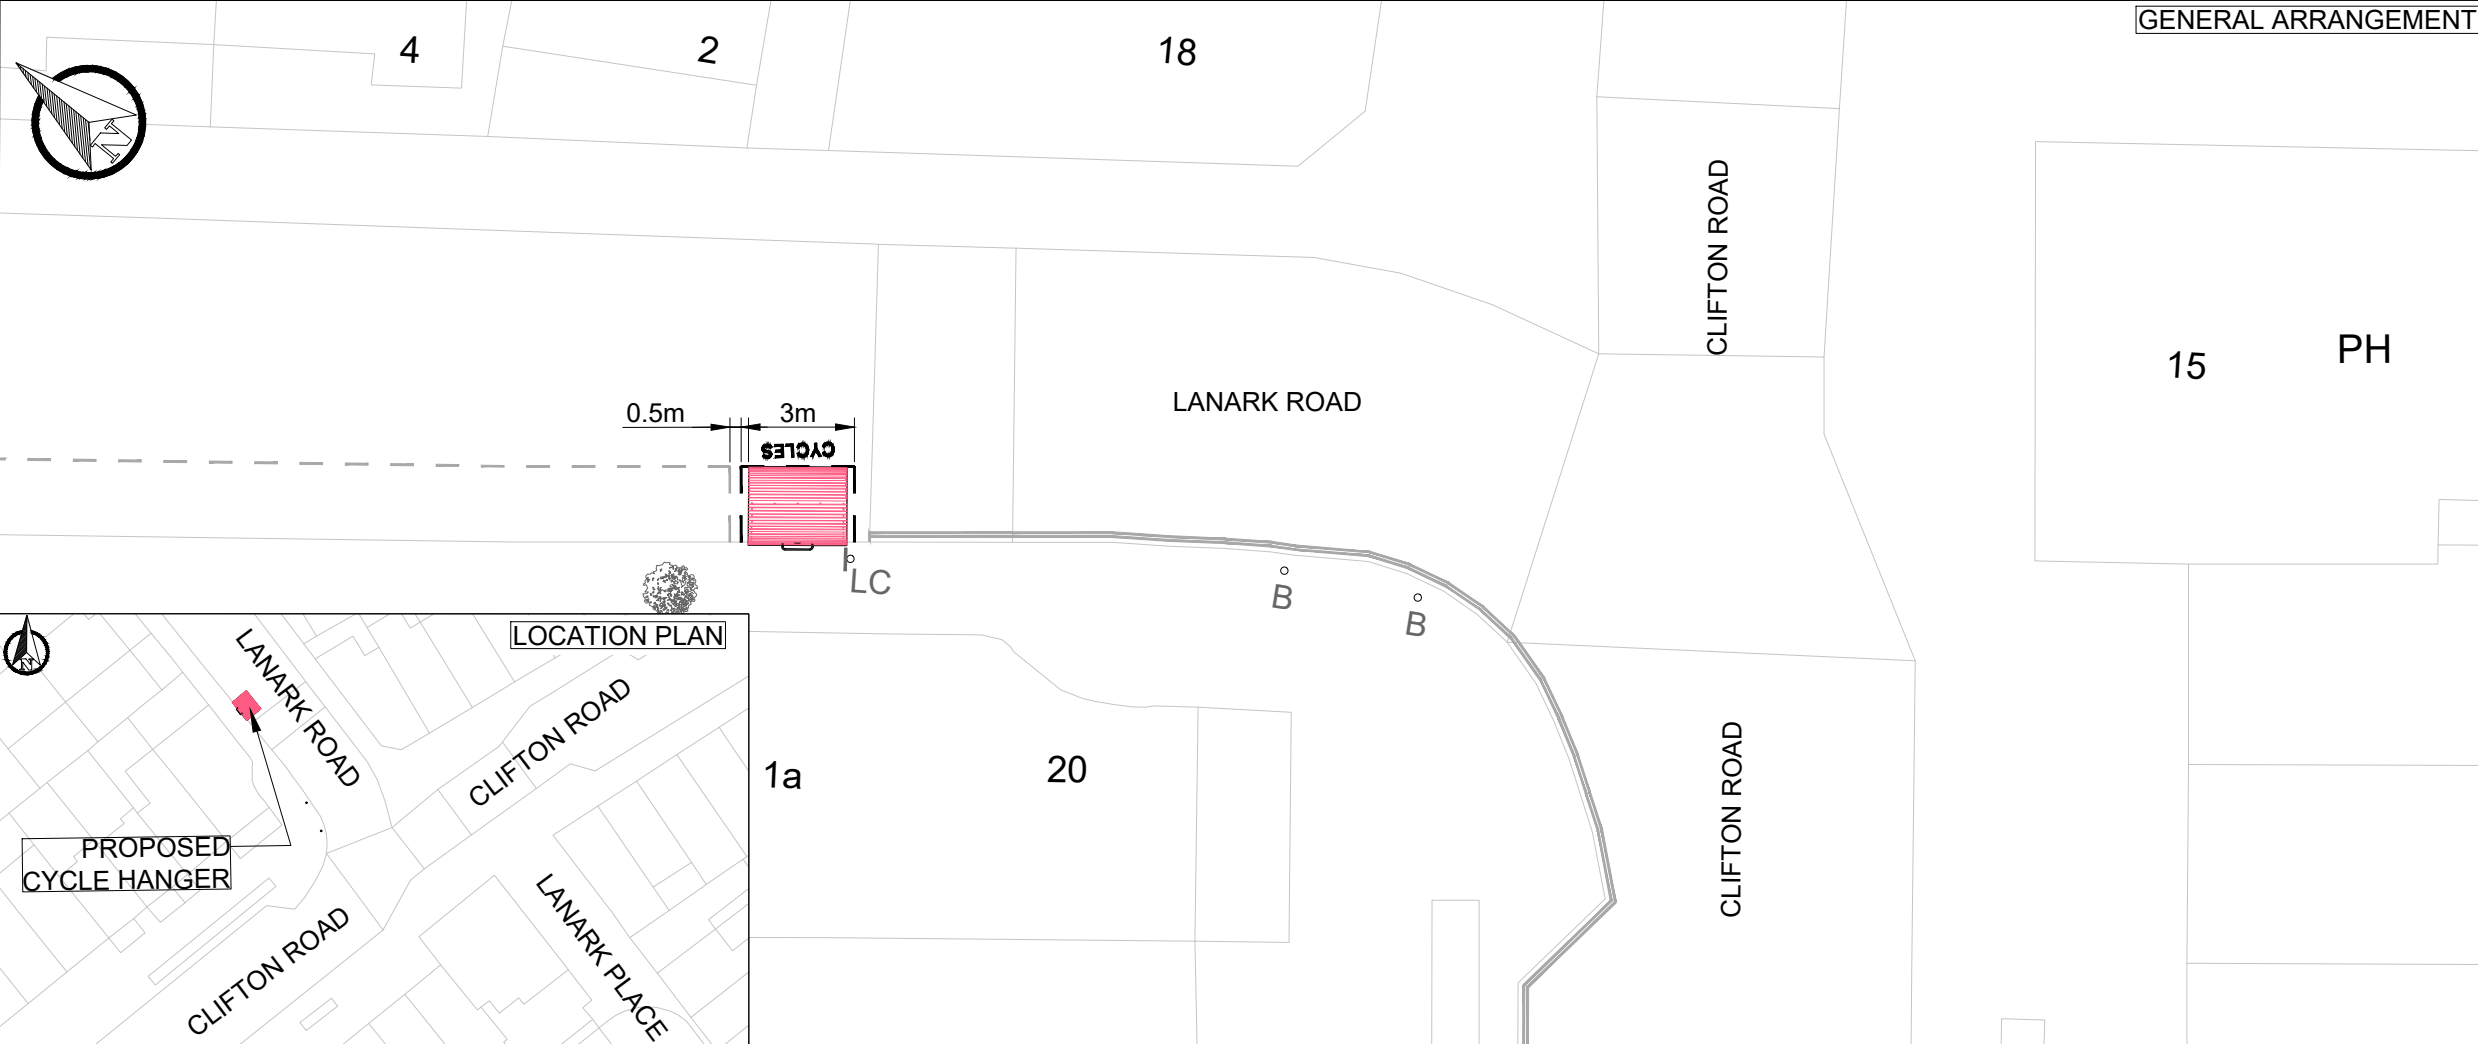 GENERAL ARRANGEMENT
4
2
18
N
CLIFTON ROAD
15
PH
LANARK ROAD
0.5m
3m
CYCLES
LC
B
B
LOCATION PLAN
N
LANARK ROAD
CLIFTON ROAD
PROPOSED
CYCLE HANGER
CLIFTON ROAD
LANARK PLACE
1a
20
CLIFTON ROAD